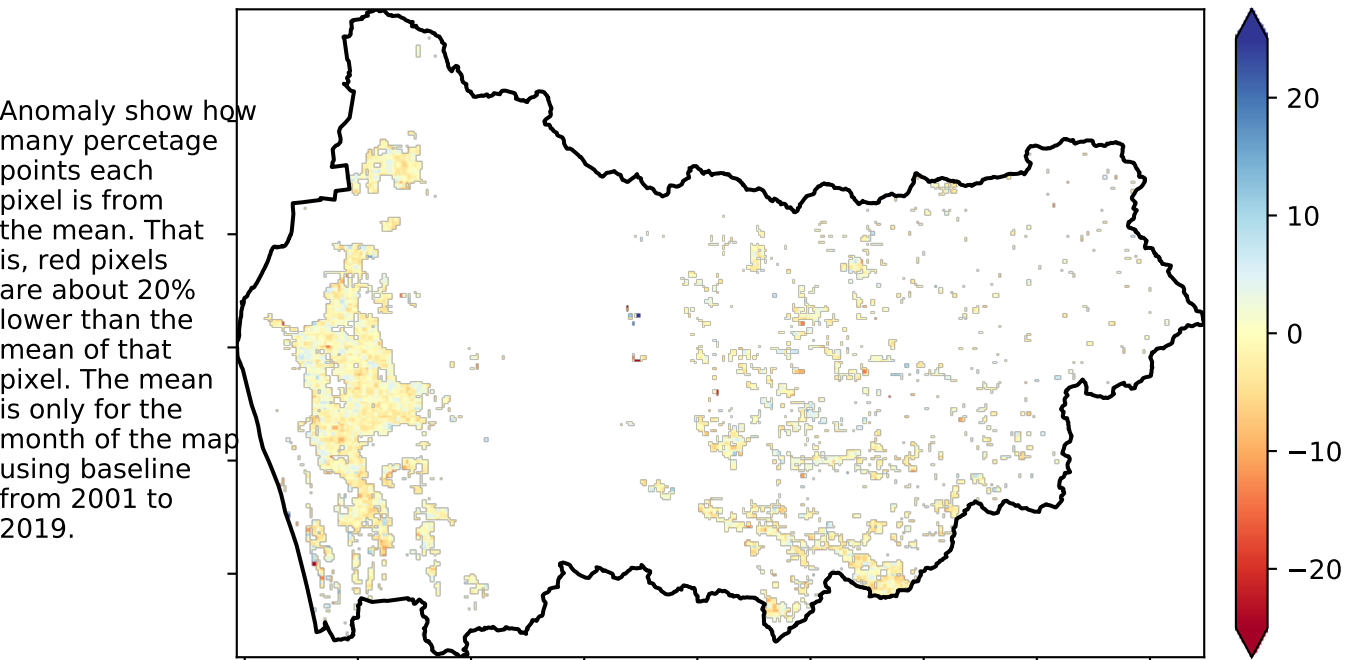 Anomaly show how
many percetage
points each
pixel is from
the mean. That
is, red pixels
are about 20%
lower than the
mean of that
pixel. The mean
is only for the
month of the map
using baseline
from 2001 to
2019.
20
10
0
−10
−20